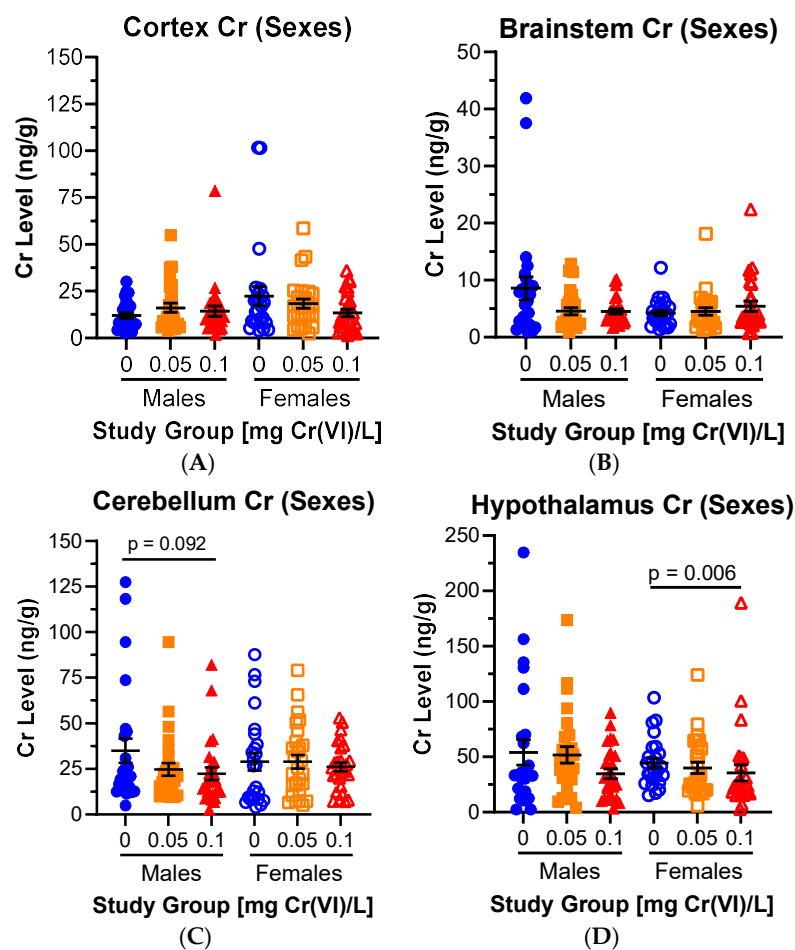 Cortex Cr (Sexes)
Cr Level (ng/g)
150
125
100
75
50
25
0
0 0.05 0.1 0 0.05 0.1
Males Females
Study Group [mg Cr(VI)/L]
(A)
Brainstem Cr (Sexes)
Cr Level (ng/g)
50
40
30
20
10
0
0 0.05 0.1 0 0.05 0.1
Males Females
Study Group [mg Cr(VI)/L]
(B)
Cerebellum Cr (Sexes)
Cr Level (ng/g)
150
125
100
75
50
25
0
p = 0.092
0 0.05 0.1 0 0.05 0.1
Males Females
Study Group [mg Cr(VI)/L]
(C)
Hypothalamus Cr (Sexes)
Cr Level (ng/g)
250
200
150
100
50
0
p = 0.006
0 0.05 0.1 0 0.05 0.1
Males Females
Study Group [mg Cr(VI)/L]
(D)